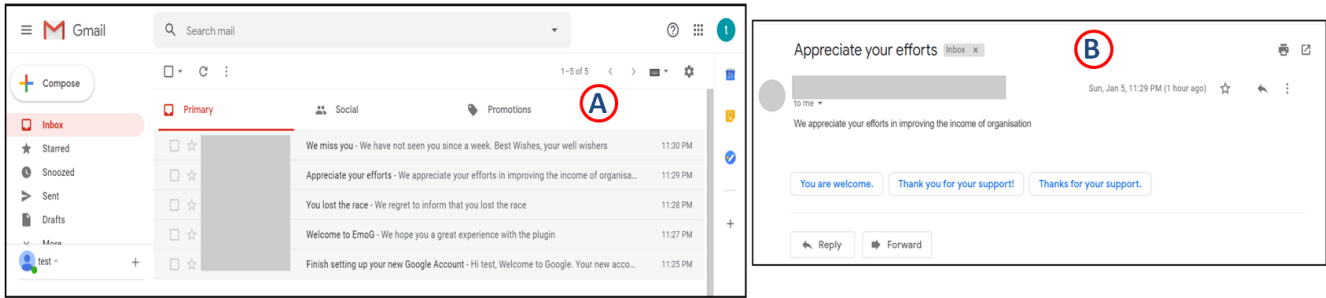 Gmail
Search mail
t
Compose
1–5 of 5
Primary
Social
Promotions
A
Inbox
Starred
Snoozed
Sent
Drafts
More
test
We miss you - We have not seen you since a week. Best Wishes, your well wishers 11:30 PM
Appreciate your efforts - We appreciate your efforts in improving the income of organisa... 11:29 PM
You lost the race - We regret to inform that you lost the race 11:28 PM
Welcome to EmoG - We hope you a great experience with the plugin 11:27 PM
Finish setting up your new Google Account - Hi test, Welcome to Google. Your new acco... 11:25 PM
Appreciate your efforts Inbox x
B
Sun, Jan 5, 11:29 PM (1 hour ago)
to me
We appreciate your efforts in improving the income of organisation
You are welcome. Thank you for your support! Thanks for your support.
Reply Forward